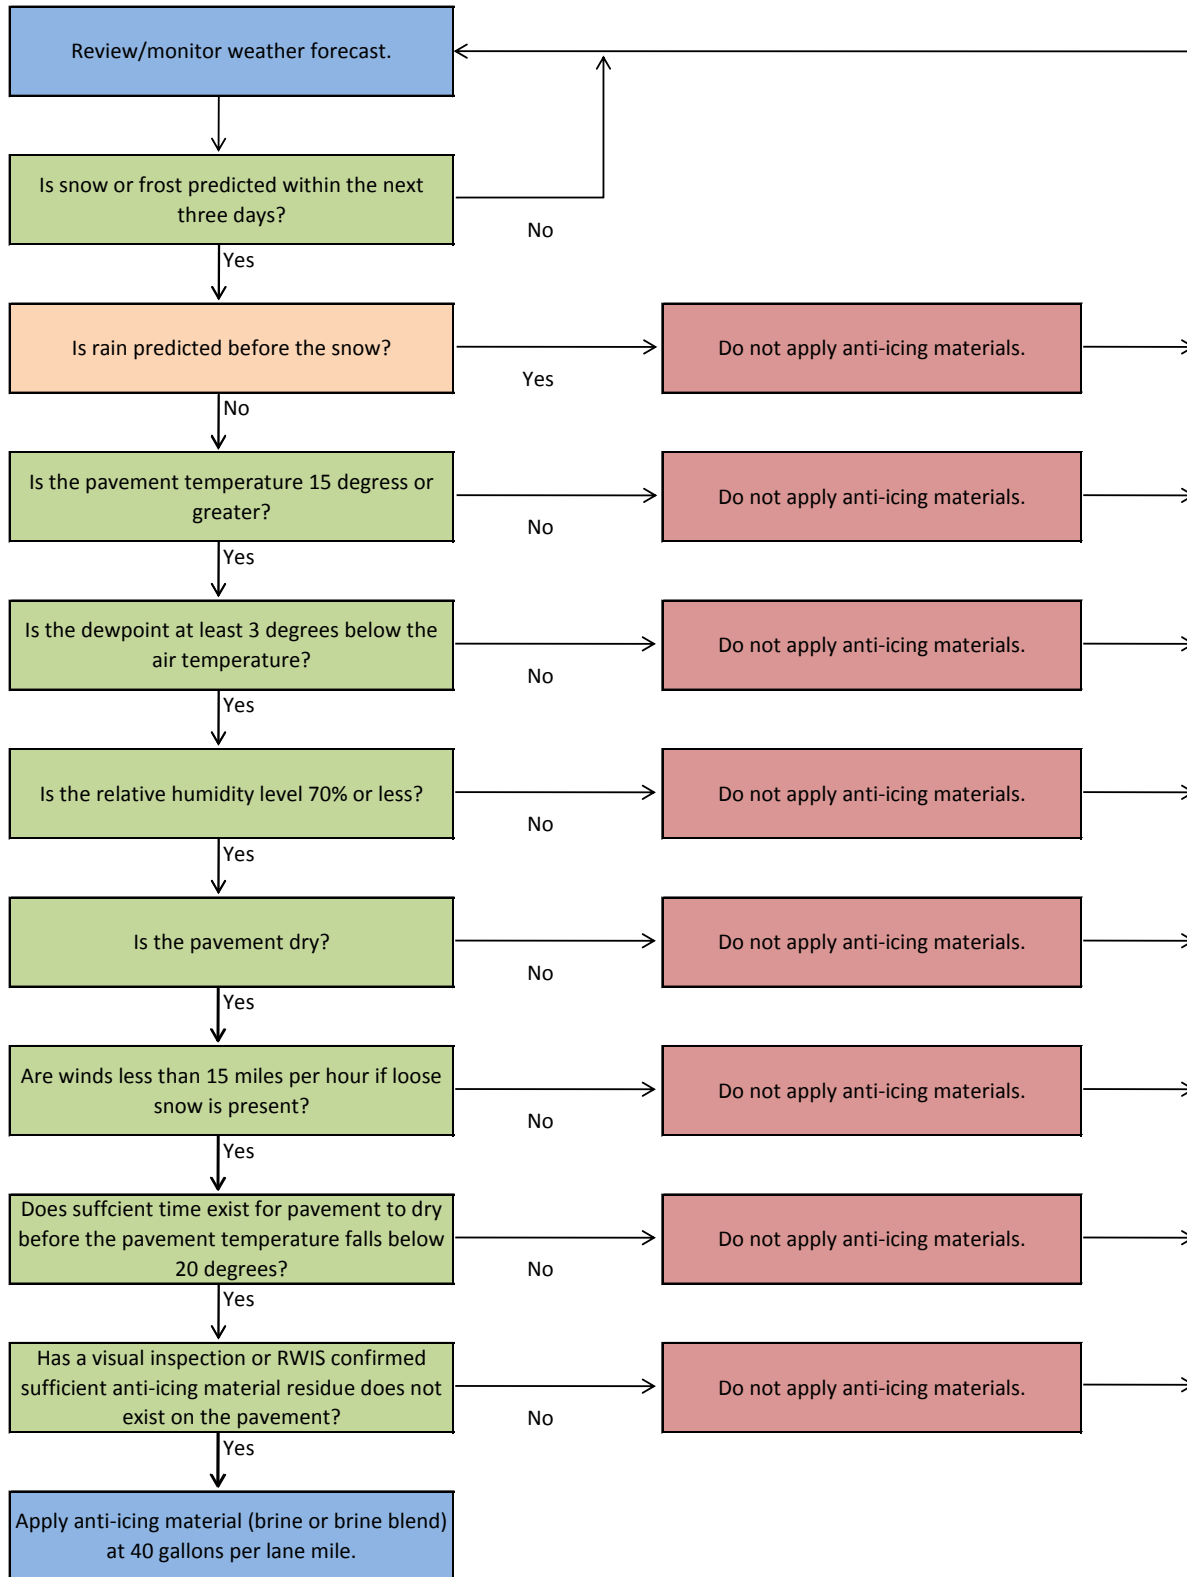 Review/monitor weather forecast.
Is snow or frost predicted within the next
three days?
No
Yes
Is rain predicted before the snow?
Do not apply anti-icing materials.
Yes
No
Is the pavement temperature 15 degress or
greater?
Do not apply anti-icing materials.
No
Yes
Is the dewpoint at least 3 degrees below the
air temperature?
Do not apply anti-icing materials.
No
Yes
Is the relative humidity level 70% or less?
Do not apply anti-icing materials.
No
Yes
Is the pavement dry?
Do not apply anti-icing materials.
No
Yes
Are winds less than 15 miles per hour if loose
snow is present?
Do not apply anti-icing materials.
No
Yes
Does suffcient time exist for pavement to dry
before the pavement temperature falls below
20 degrees?
Do not apply anti-icing materials.
No
Yes
Has a visual inspection or RWIS confirmed
sufficient anti-icing material residue does not
exist on the pavement?
Do not apply anti-icing materials.
No
Yes
Apply anti-icing material (brine or brine blend)
at 40 gallons per lane mile.